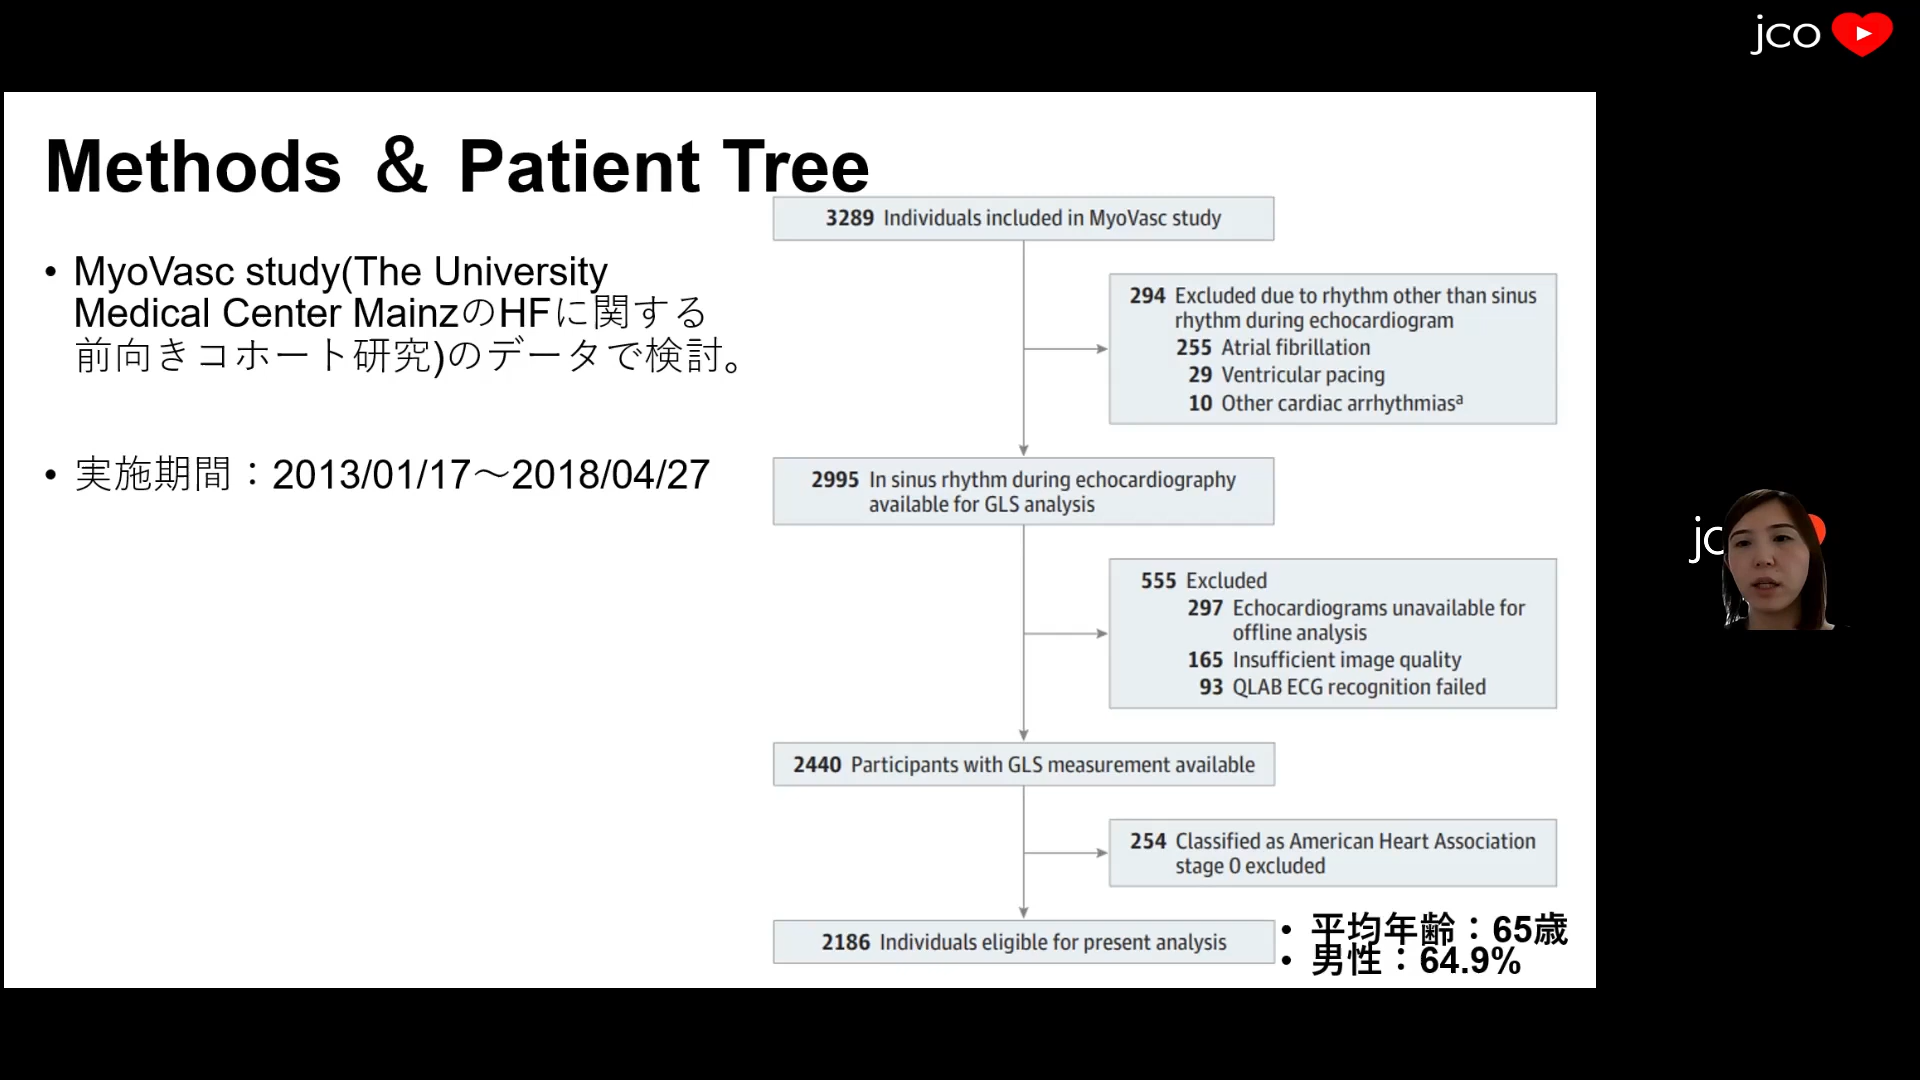 jco
Methods ＆ Patient Tree
• MyoVasc study(The University
Medical Center MainzのHFに関する
前向きコホート研究)のデータで検討。
• 実施期間：2013/01/17～2018/04/27
3289 Individuals included in MyoVasc study
294 Excluded due to rhythm other than sinus
rhythm during echocardiogram
255 Atrial fibrillation
29 Ventricular pacing
10 Other cardiac arrhythmiasᵃ
2995 In sinus rhythm during echocardiography
available for GLS analysis
555 Excluded
297 Echocardiograms unavailable for
offline analysis
165 Insufficient image quality
93 QLAB ECG recognition failed
2440 Participants with GLS measurement available
254 Classified as American Heart Association
stage 0 excluded
2186 Individuals eligible for present analysis
• 平均年齢：65歳
• 男性：64.9%
jc